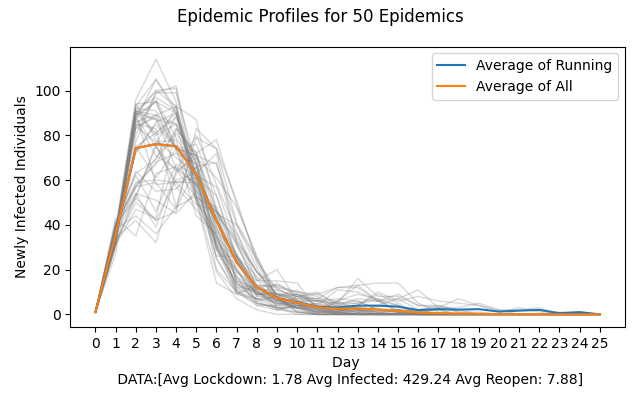 Epidemic Profiles for 50 Epidemics
Average of Running
Average of All
Newly Infected Individuals
100
80
60
40
20
0
0 1 2 3 4 5 6 7 8 9 10 11 12 13 14 15 16 17 18 19 20 21 22 23 24 25
Day
DATA:[Avg Lockdown: 1.78 Avg Infected: 429.24 Avg Reopen: 7.88]